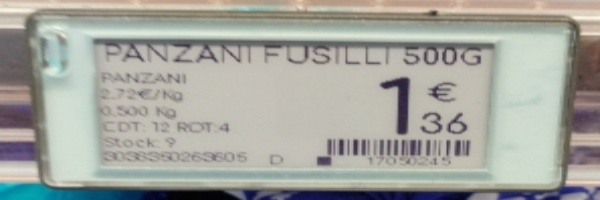 PANZANI FUSILLI 500G
PANZANI
2,72€/Kg
0,500 Kg
CDT: 12 ROT:4
Stock: 9
3038350263605 D
1 €
36
17050245